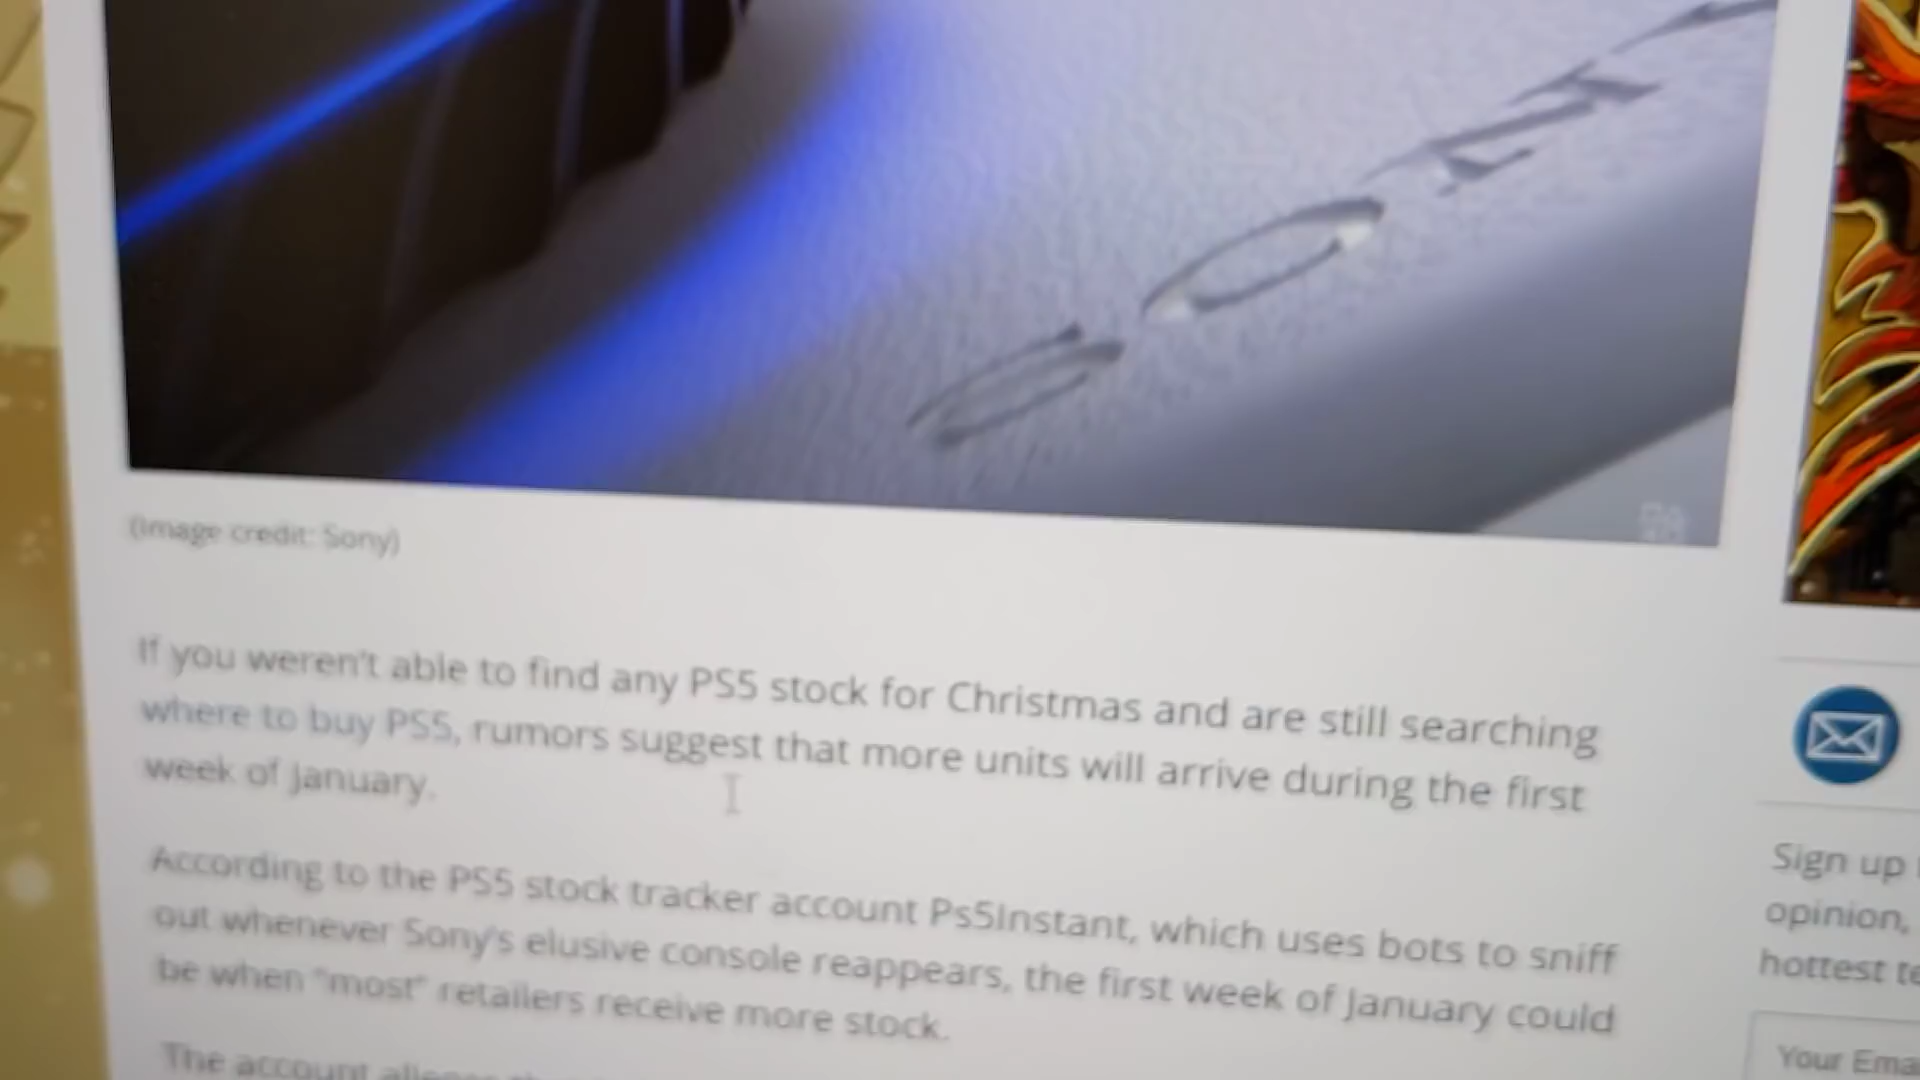 (Image credit: Sony)
If you weren't able to find any PS5 stock for Christmas and are still searching
where to buy PS5, rumors suggest that more units will arrive during the first
week of January.
According to the PS5 stock tracker account Ps5Instant, which uses bots to sniff
out whenever Sony's elusive console reappears, the first week of January could
be when "most" retailers receive more stock.
The account
Sign up
opinion,
hottest
Your